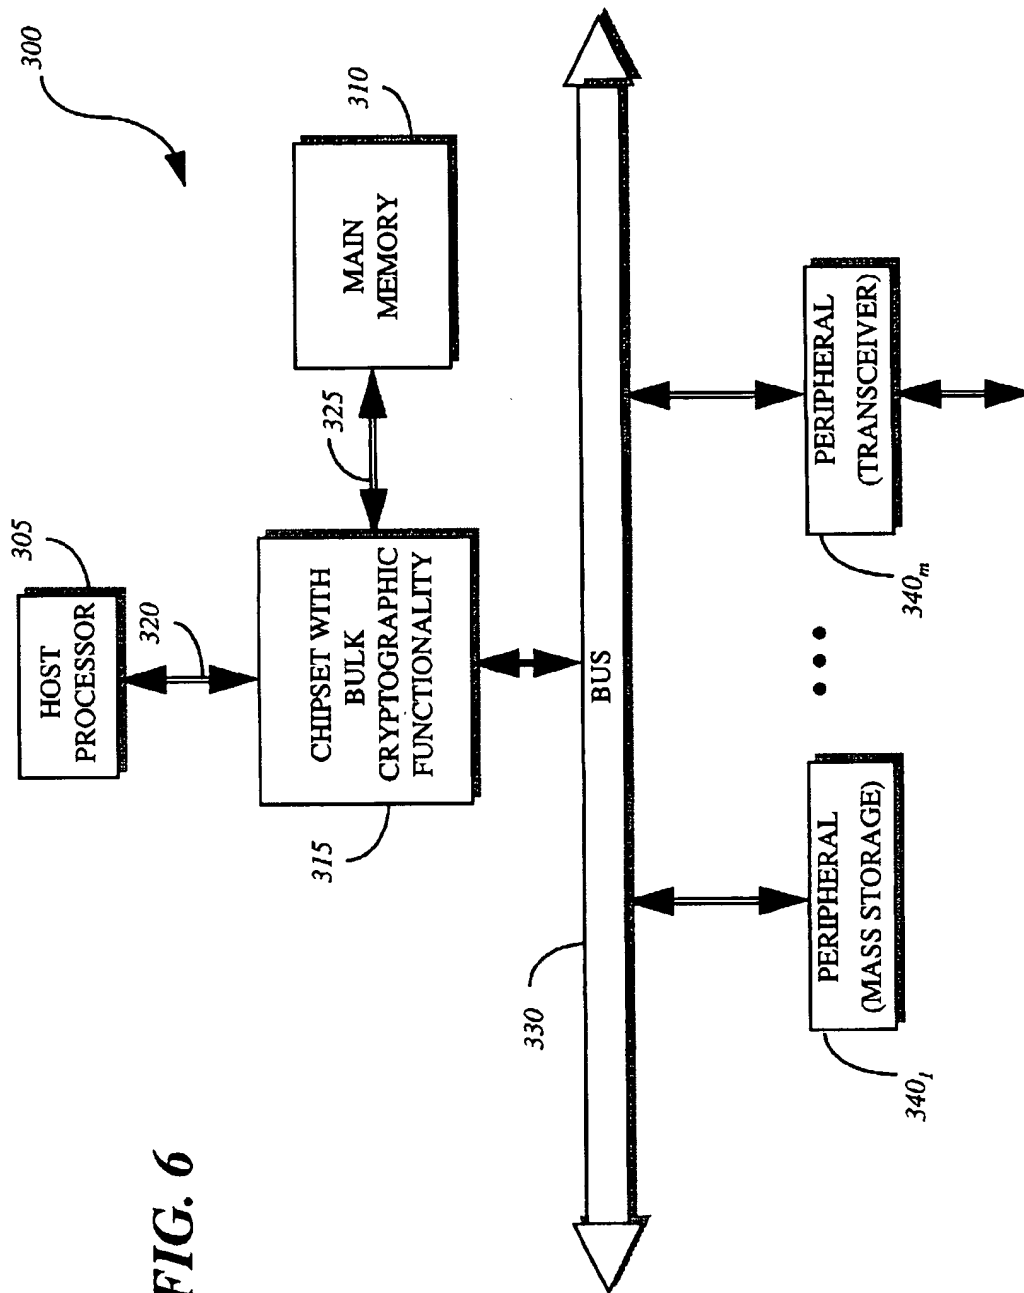 300
305
HOST
PROCESSOR
320
310
MAIN
MEMORY
325
CHIPSET WITH
BULK
CRYPTOGRAPHIC
FUNCTIONALITY
315
330
BUS
PERIPHERAL
(MASS STORAGE)
340₁
• • •
PERIPHERAL
(TRANSCEIVER)
340ₘ
FIG. 6